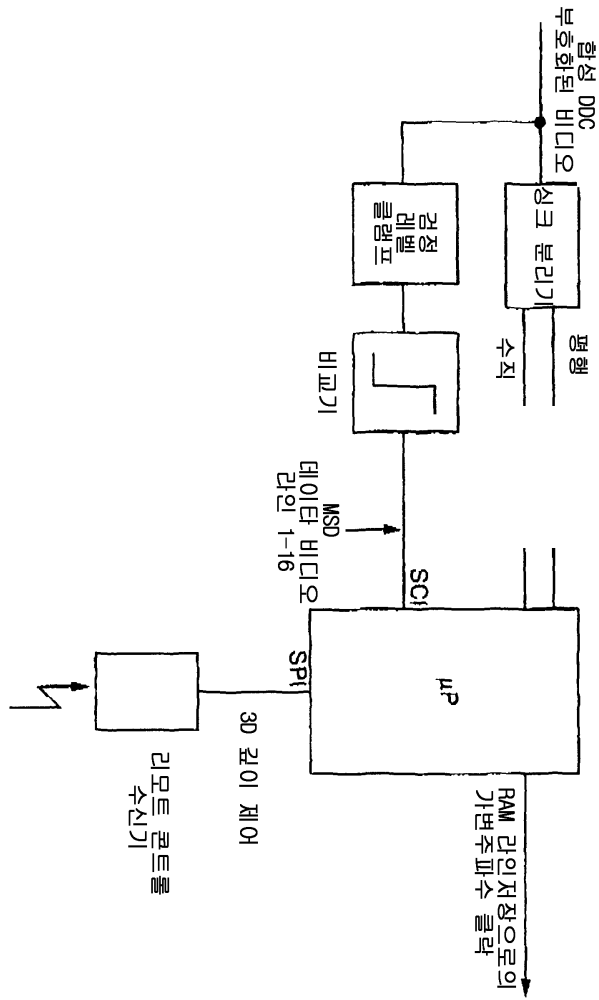 합성 DDC
부호화된 비디오
싱크 분리기
평행
수직
검정
레벨
클램프
비교기
MSD
데이타 비디오
라인 1-16
SCI
SPI
μP
3D 깊이 제어
리모트 콘트롤
수신기
RAM 라인저장으로의
가변주파수 클락